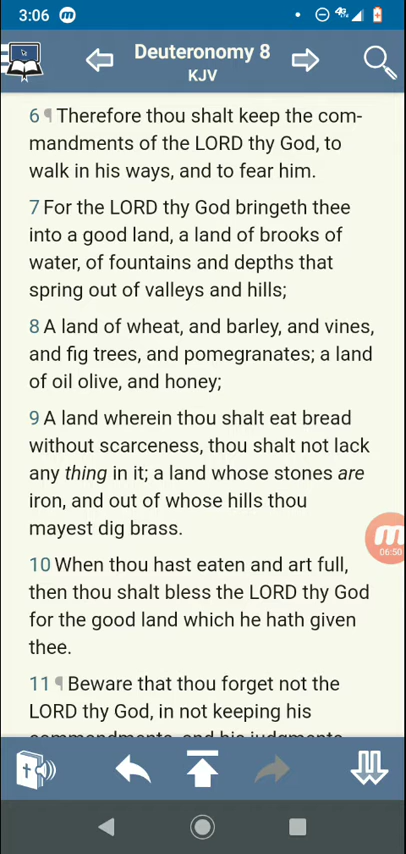 3:06
4G
Deuteronomy 8
KJV
6 ¶ Therefore thou shalt keep the com-
mandments of the LORD thy God, to
walk in his ways, and to fear him.
7 For the LORD thy God bringeth thee
into a good land, a land of brooks of
water, of fountains and depths that
spring out of valleys and hills;
8 A land of wheat, and barley, and vines,
and fig trees, and pomegranates; a land
of oil olive, and honey;
9 A land wherein thou shalt eat bread
without scarceness, thou shalt not lack
any thing in it; a land whose stones are
iron, and out of whose hills thou
mayest dig brass.
06:50
10 When thou hast eaten and art full,
then thou shalt bless the LORD thy God
for the good land which he hath given
thee.
11 ¶ Beware that thou forget not the
LORD thy God, in not keeping his
commandments, and his judgments,